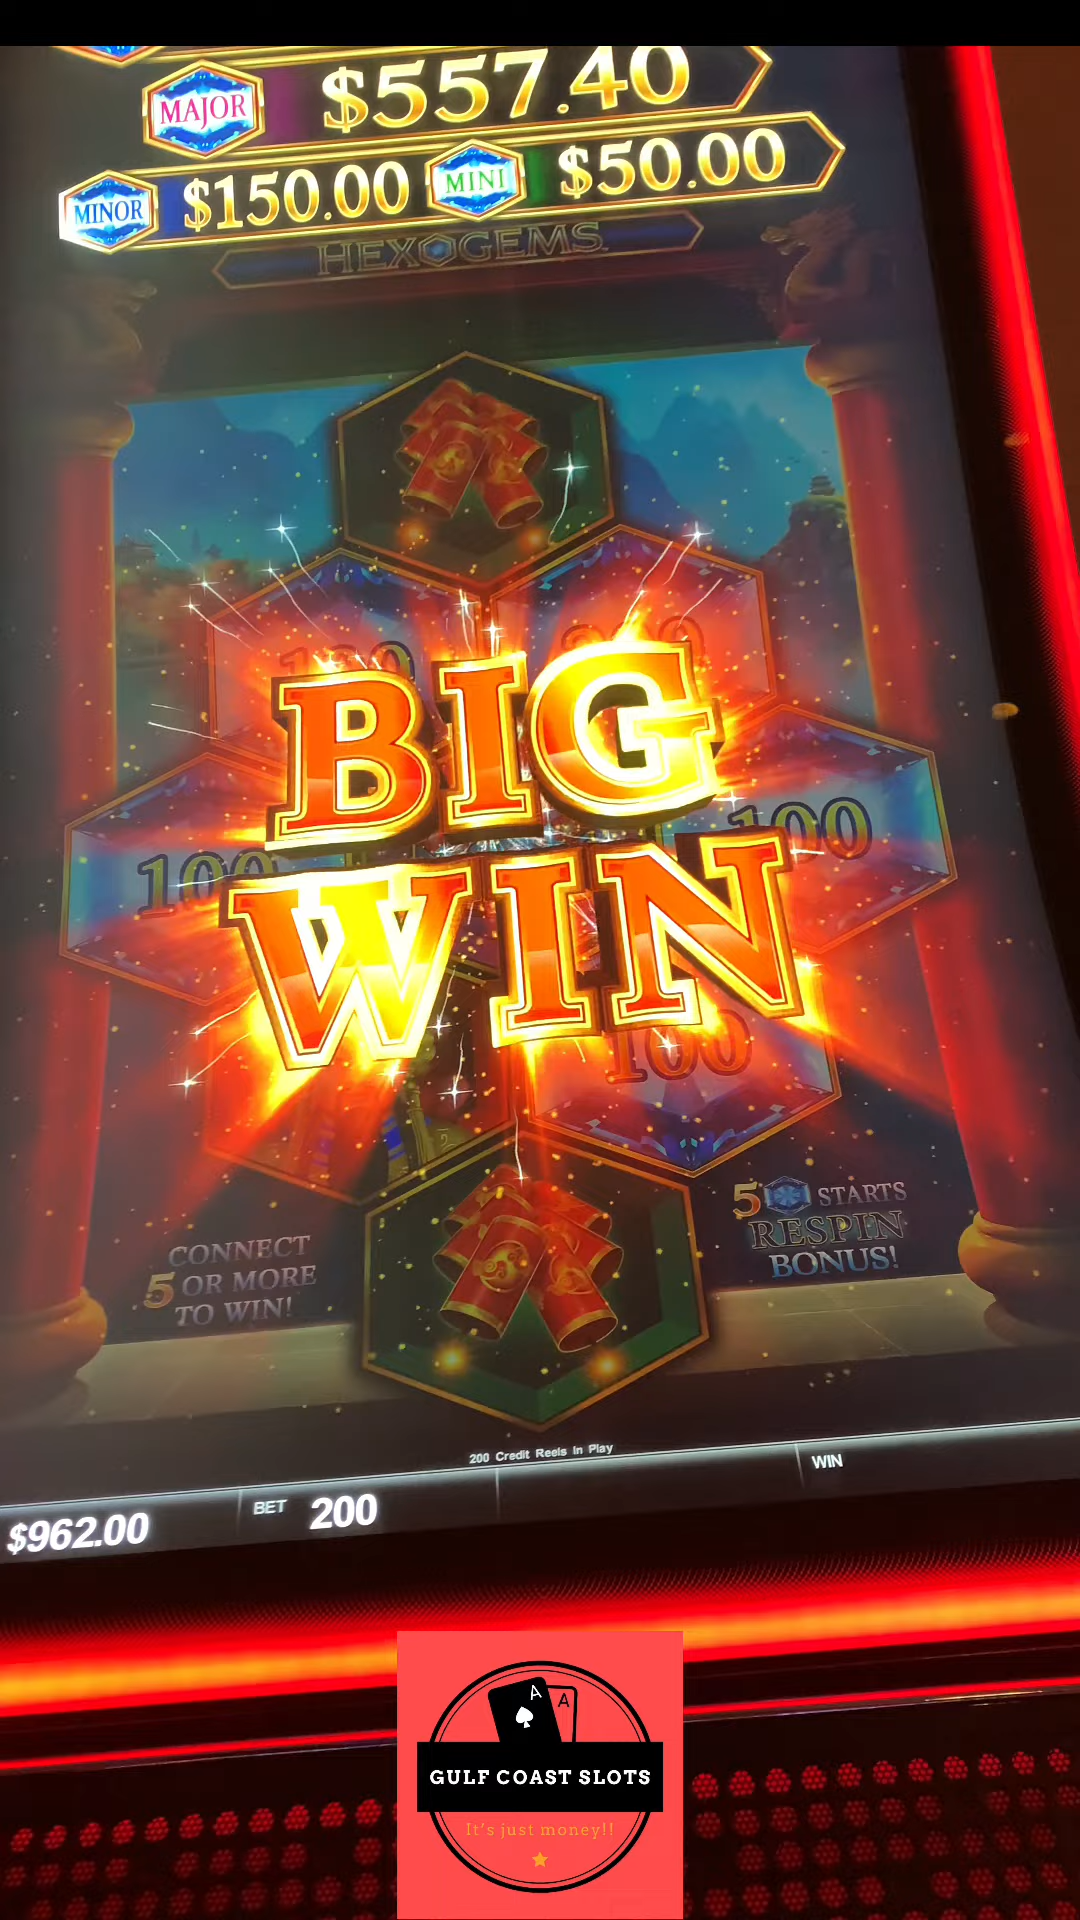 MAJOR $557.40
MINOR $150.00 MINI $50.00
HEXOGEMS
BIG
WIN
100
100
100
CONNECT
5 OR MORE
TO WIN!
5 STARTS
RESPIN
BONUS!
200 Credit Reels In Play
$962.00 BET 200 WIN
A A
GULF COAST SLOTS
It's just money!!